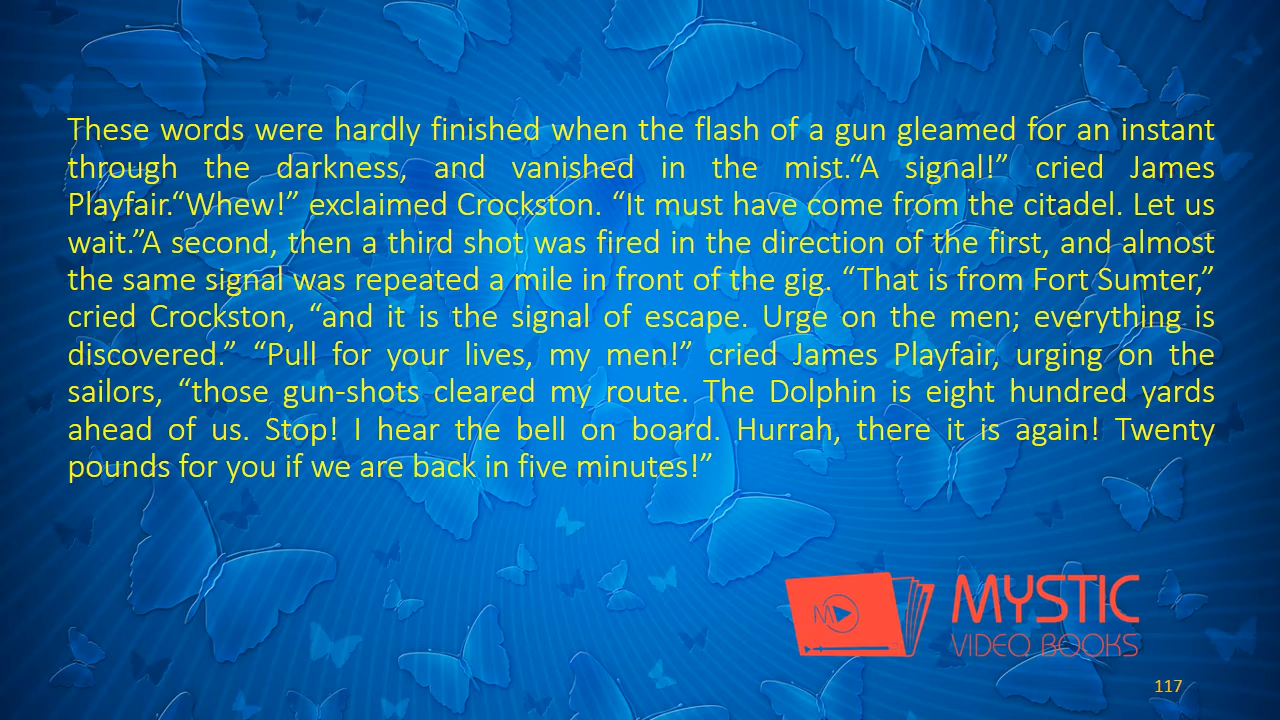 These words were hardly finished when the flash of a gun gleamed for an instant
through the darkness, and vanished in the mist.“A signal!” cried James
Playfair.“Whew!” exclaimed Crockston. “It must have come from the citadel. Let us
wait.”A second, then a third shot was fired in the direction of the first, and almost
the same signal was repeated a mile in front of the gig. “That is from Fort Sumter,”
cried Crockston, “and it is the signal of escape. Urge on the men; everything is
discovered.” “Pull for your lives, my men!” cried James Playfair, urging on the
sailors, “those gun-shots cleared my route. The Dolphin is eight hundred yards
ahead of us. Stop! I hear the bell on board. Hurrah, there it is again! Twenty
pounds for you if we are back in five minutes!”
M
MYSTIC
VIDEO BOOKS
117